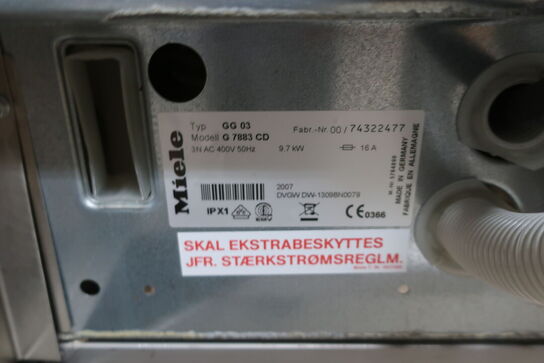 Miele
Typ GG 03 Fabr.-Nr. 00 / 74322477
Modell G 7883 CD
3N AC 400V 50Hz 9.7 kW 16 A
2007
DVGW DW-1309BN0079
IPX1 EMV CE 0366
MADE IN GERMANY
FABRIQUE EN ALLEMAGNE
SKAL EKSTRABESKYTTES
JFR. STÆRKSTRØMSREGLM.